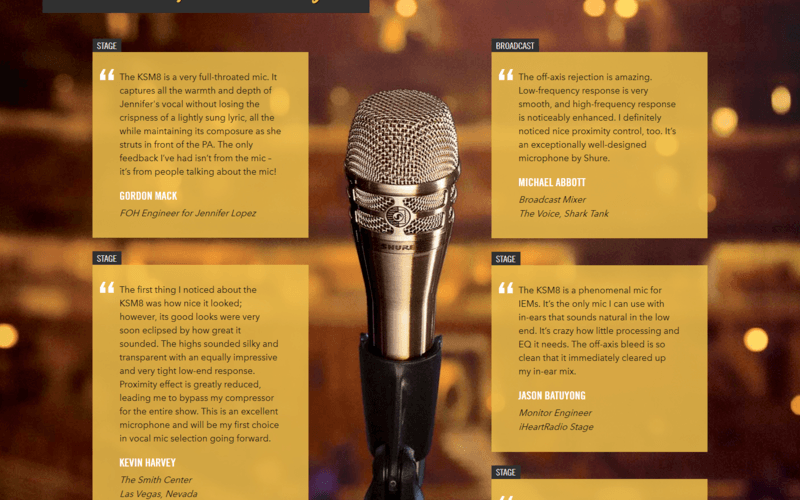 STAGE
“
The KSM8 is a very full-throated mic. It
captures all the warmth and depth of
Jennifer's vocal without losing the
crispness of a lightly sung lyric, all the
while maintaining its composure as she
struts in front of the PA. The only
feedback I've had isn't from the mic –
it's from people talking about the mic!
GORDON MACK
FOH Engineer for Jennifer Lopez
STAGE
“
The first thing I noticed about the
KSM8 was how nice it looked;
however, its good looks were very
soon eclipsed by how great it
sounded. The highs sounded silky and
transparent with an equally impressive
and very tight low-end response.
Proximity effect is greatly reduced,
leading me to bypass my compressor
for the entire show. This is an excellent
microphone and will be my first choice
in vocal mic selection going forward.
KEVIN HARVEY
The Smith Center
Las Vegas, Nevada
SHURE
BROADCAST
“
The off-axis rejection is amazing.
Low-frequency response is very
smooth, and high-frequency response
is noticeably enhanced. I definitely
noticed nice proximity control, too. It's
an exceptionally well-designed
microphone by Shure.
MICHAEL ABBOTT
Broadcast Mixer
The Voice, Shark Tank
STAGE
“
The KSM8 is a phenomenal mic for
IEMs. It's the only mic I can use with
in-ears that sounds natural in the low
end. It's crazy how little processing and
EQ it needs. The off-axis bleed is so
clean that it immediately cleared up
my in-ear mix.
JASON BATUYONG
Monitor Engineer
iHeartRadio Stage
STAGE
“